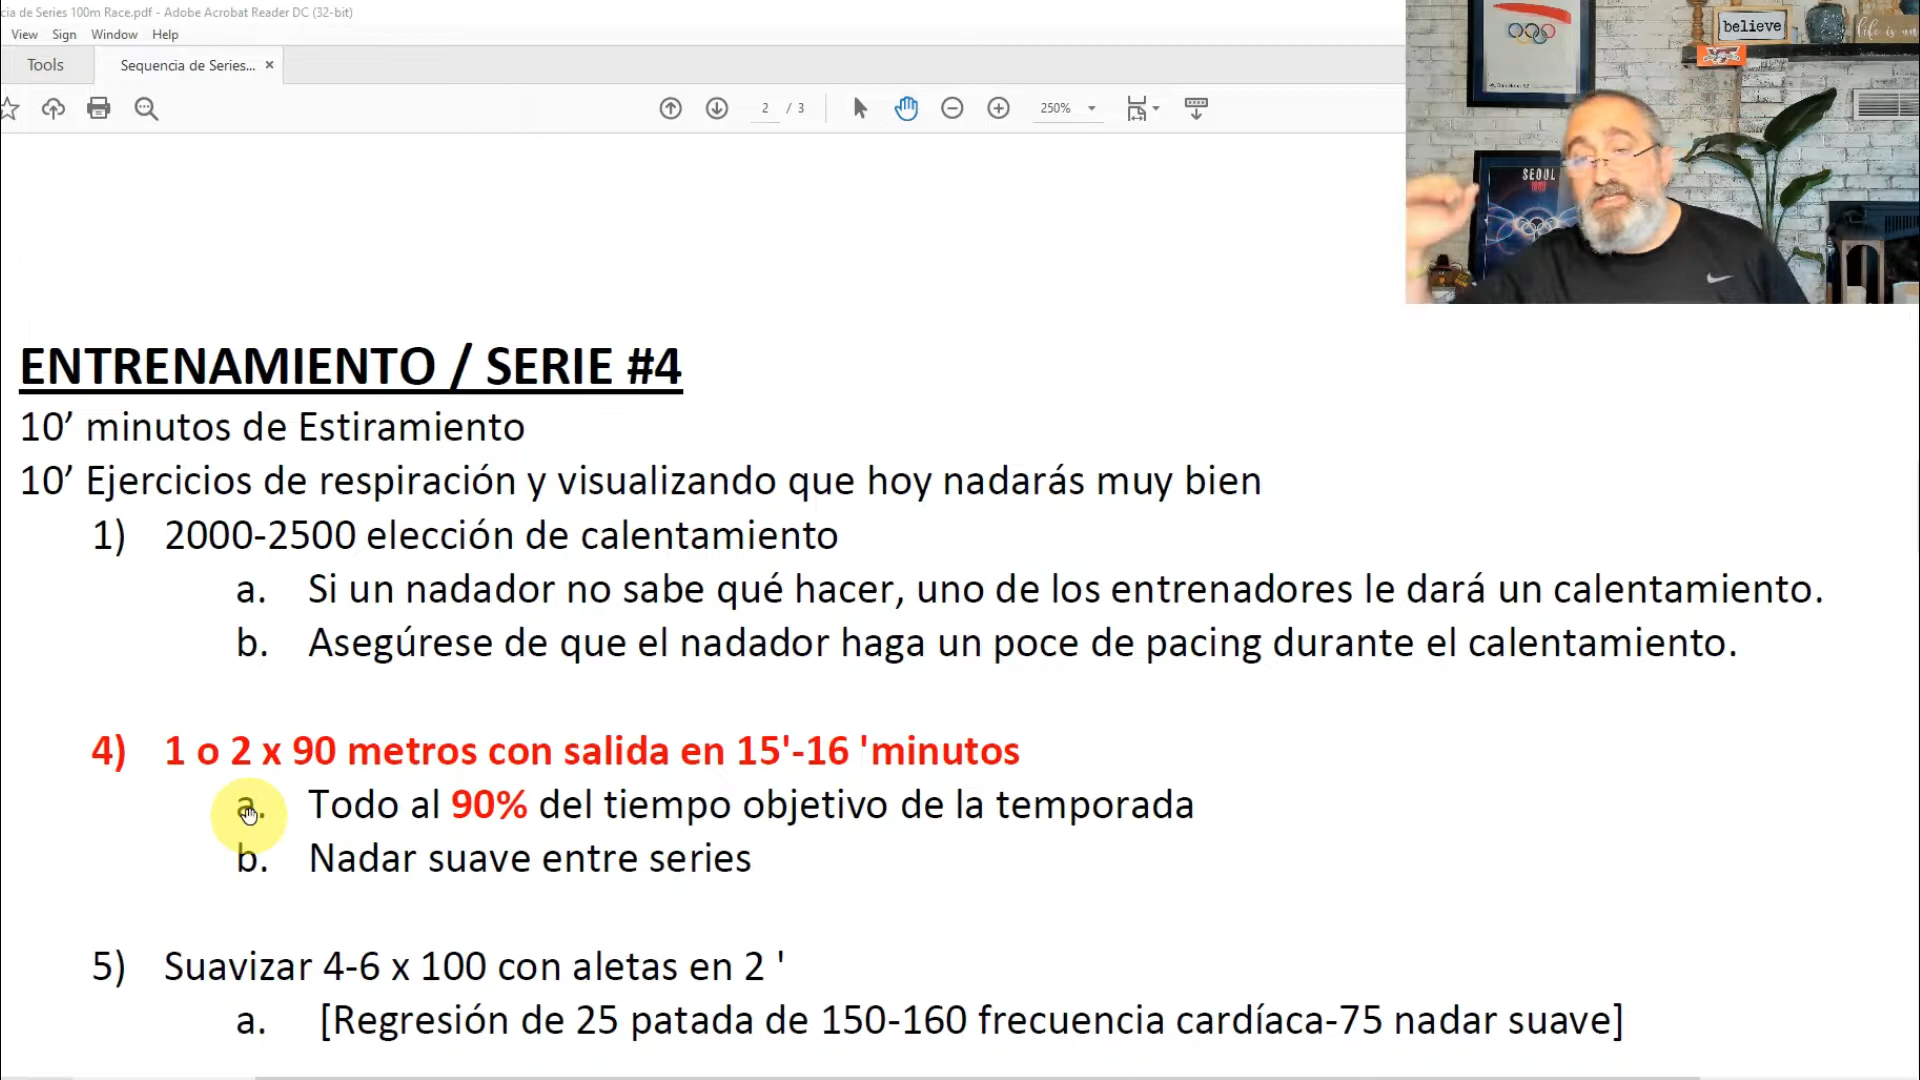 cia de Series 100m Race.pdf - Adobe Acrobat Reader DC (32-bit)
View Sign Window Help
Tools Sequencia de Series... ×
2 / 3 250%
believe
life is
SEOUL
ENTRENAMIENTO / SERIE #4
10’ minutos de Estiramiento
10’ Ejercicios de respiración y visualizando que hoy nadarás muy bien
1) 2000-2500 elección de calentamiento
a. Si un nadador no sabe qué hacer, uno de los entrenadores le dará un calentamiento.
b. Asegúrese de que el nadador haga un poce de pacing durante el calentamiento.
4) 1 o 2 x 90 metros con salida en 15'-16 'minutos
a. Todo al 90% del tiempo objetivo de la temporada
b. Nadar suave entre series
5) Suavizar 4-6 x 100 con aletas en 2 '
a. [Regresión de 25 patada de 150-160 frecuencia cardíaca-75 nadar suave]